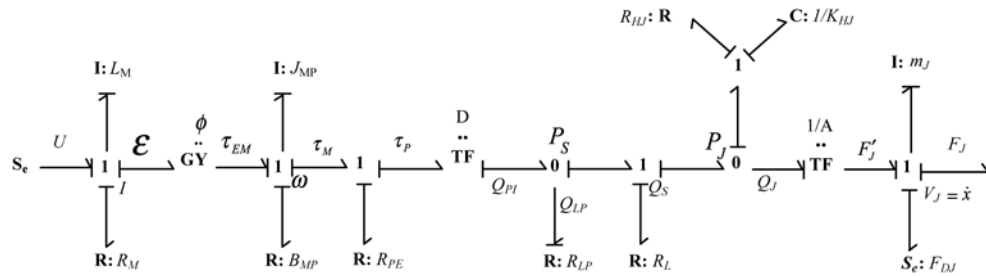 R_HJ: R
C: 1/K_HJ
I: L_M
I: J_MP
1
I: m_J
U
ε
ϕ
τ_EM
τ_M
τ_P
D
P_S
P_J
1/A
F'_J
F_J
S_e
1
GY
1
1
TF
0
1
0
TF
1
I
ω
Q_PI
Q_LP
Q_S
Q_J
V_J = ẋ
R: R_M
R: B_MP
R: R_PE
R: R_LP
R: R_L
S_e: F_DJ